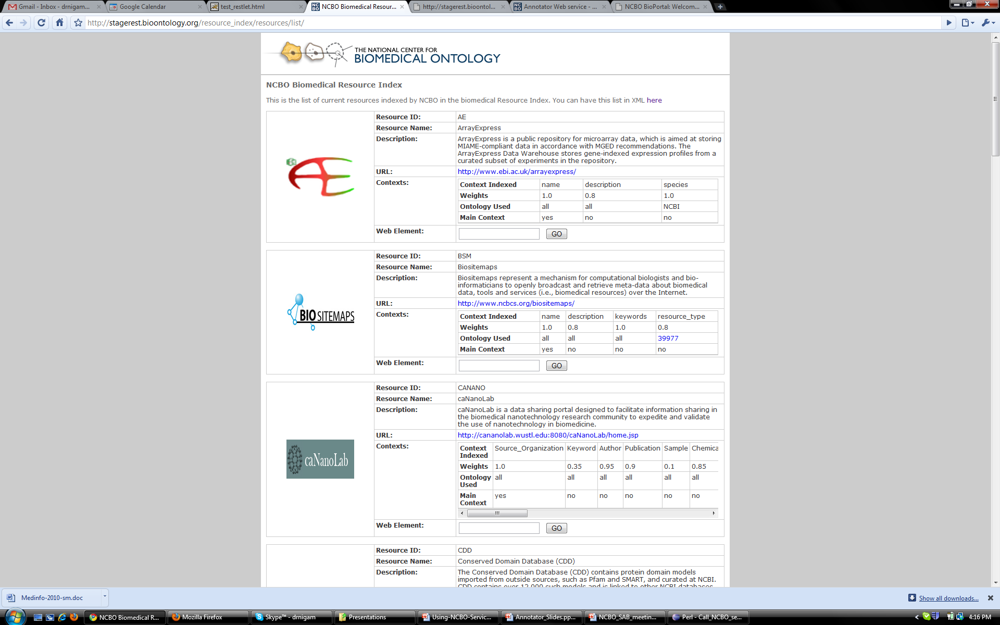 Gmail - Inbox - drnigam...
Google Calendar
test_restlet.html
NCBO Biomedical Resour...
http://stagerest.bioontol...
Annotator Web service - ...
NCBO BioPortal: Welcom...
http://stagerest.bioontology.org/resource_index/resources/list/
THE NATIONAL CENTER FOR
BIOMEDICAL ONTOLOGY
NCBO Biomedical Resource Index
This is the list of current resources indexed by NCBO in the biomedical Resource Index. You can have this list in XML here
Resource ID: AE
Resource Name: ArrayExpress
Description: ArrayExpress is a public repository for microarray data, which is aimed at storing
MIAME-compliant data in accordance with MGED recommendations. The
ArrayExpress Data Warehouse stores gene-indexed expression profiles from a
curated subset of experiments in the repository.
AE
URL: http://www.ebi.ac.uk/arrayexpress/
Contexts:
Context Indexed name description species
Weights 1.0 0.8 1.0
Ontology Used all all NCBI
Main Context yes no no
Web Element: GO
Resource ID: BSM
Resource Name: Biositemaps
Description: Biositemaps represent a mechanism for computational biologists and bio-
informaticians to openly broadcast and retrieve meta-data about biomedical
data, tools and services (i.e., biomedical resources) over the Internet.
URL: http://www.ncbcs.org/biositemaps/
BIOSITEMAPS
Contexts:
Context Indexed name description keywords resource_type
Weights 1.0 0.8 1.0 0.8
Ontology Used all all all 39977
Main Context yes no no no
Web Element: GO
Resource ID: CANANO
Resource Name: caNanoLab
Description: caNanoLab is a data sharing portal designed to facilitate information sharing in
the biomedical nanotechnology research community to expedite and validate
the use of nanotechnology in biomedicine.
URL: http://cananolab.wustl.edu:8080/caNanoLab/home.jsp
caNanoLab
Contexts:
Context Source_Organization Keyword Author Publication Sample Chemica
Indexed
Weights 1.0 0.35 0.95 0.9 0.1 0.85
Ontology all all all all all all
Used
Main yes no no no no no
Context
Web Element: GO
Resource ID: CDD
Resource Name: Conserved Domain Database (CDD)
Description: The Conserved Domain Database (CDD) contains protein domain models
imported from outside sources, such as Pfam and SMART, and curated at NCBI.
CDD contains over 12,000 such models and is linked to other NCBI databases
Medinfo-2010-sm.doc
Show all downloads...
NCBO Biomedical R...
Mozilla Firefox
Skype™ - drnigam
Presentations
Using-NCBO-Servic...
Annotator_Slides.pp...
NCBO_SAB_meetin...
Perl - Call_NCBO_se...
4:16 PM